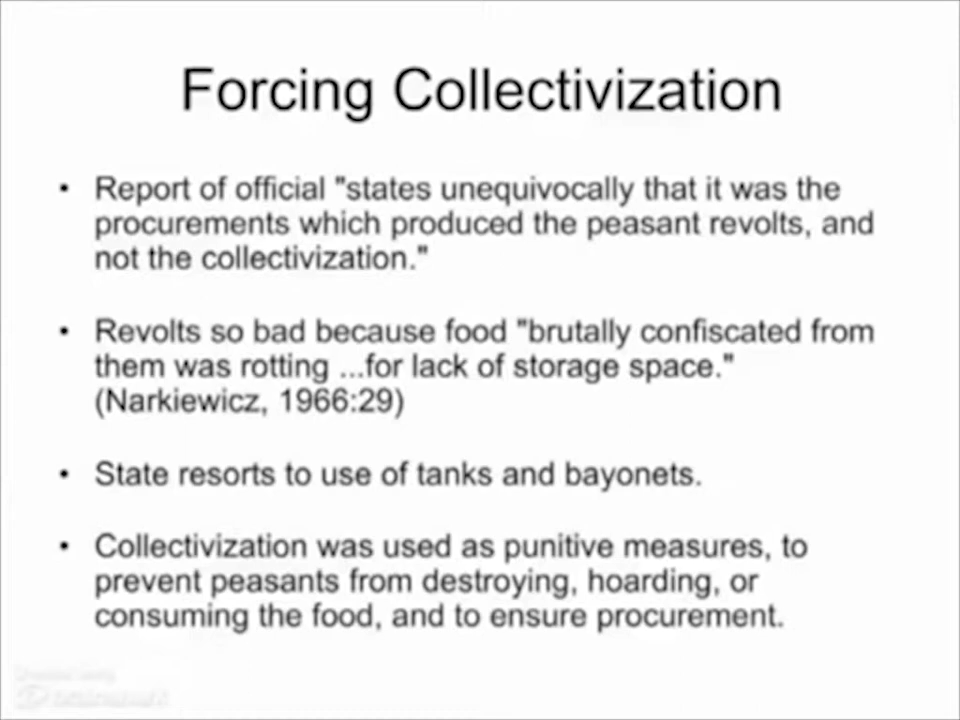 Forcing Collectivization
• Report of official "states unequivocally that it was the
procurements which produced the peasant revolts, and
not the collectivization."
• Revolts so bad because food "brutally confiscated from
them was rotting ...for lack of storage space."
(Narkiewicz, 1966:29)
• State resorts to use of tanks and bayonets.
• Collectivization was used as punitive measures, to
prevent peasants from destroying, hoarding, or
consuming the food, and to ensure procurement.